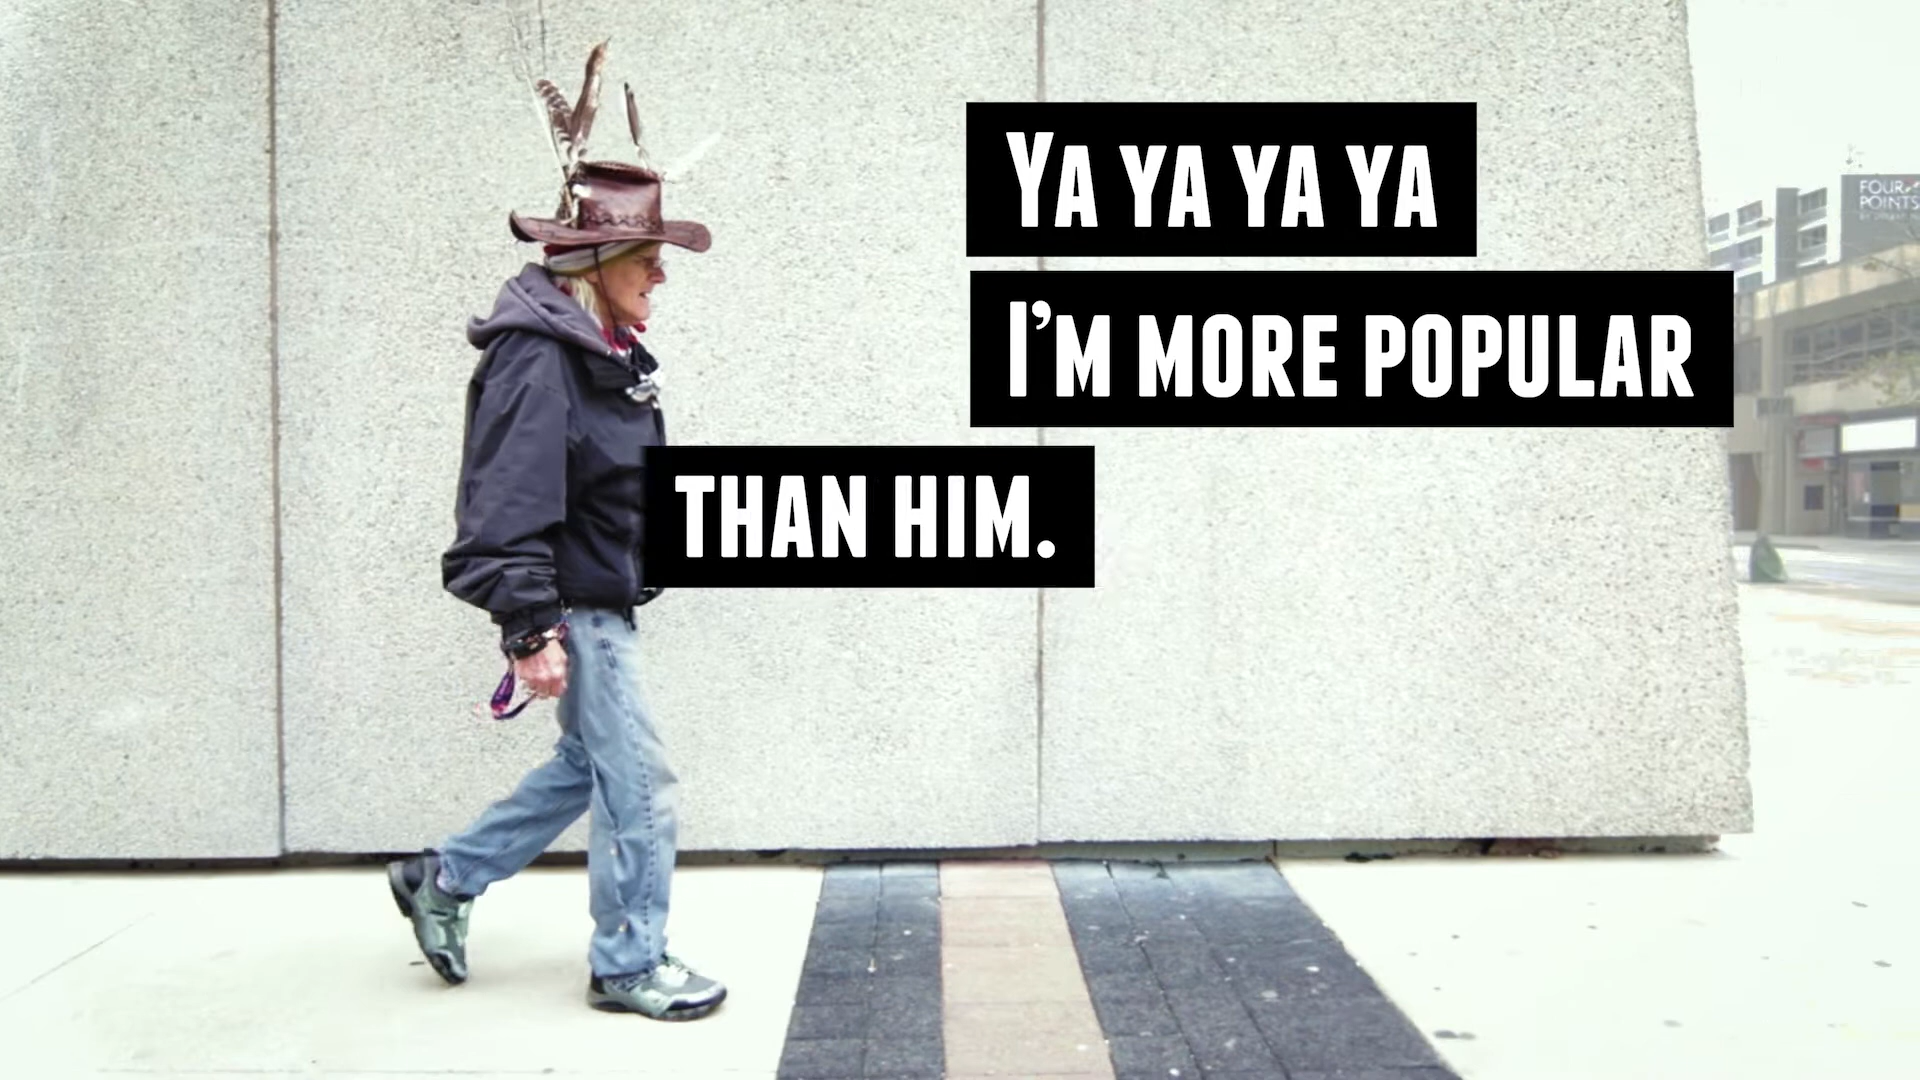 Ya ya ya ya
I'm more popular
than him.
FOUR
POINTS